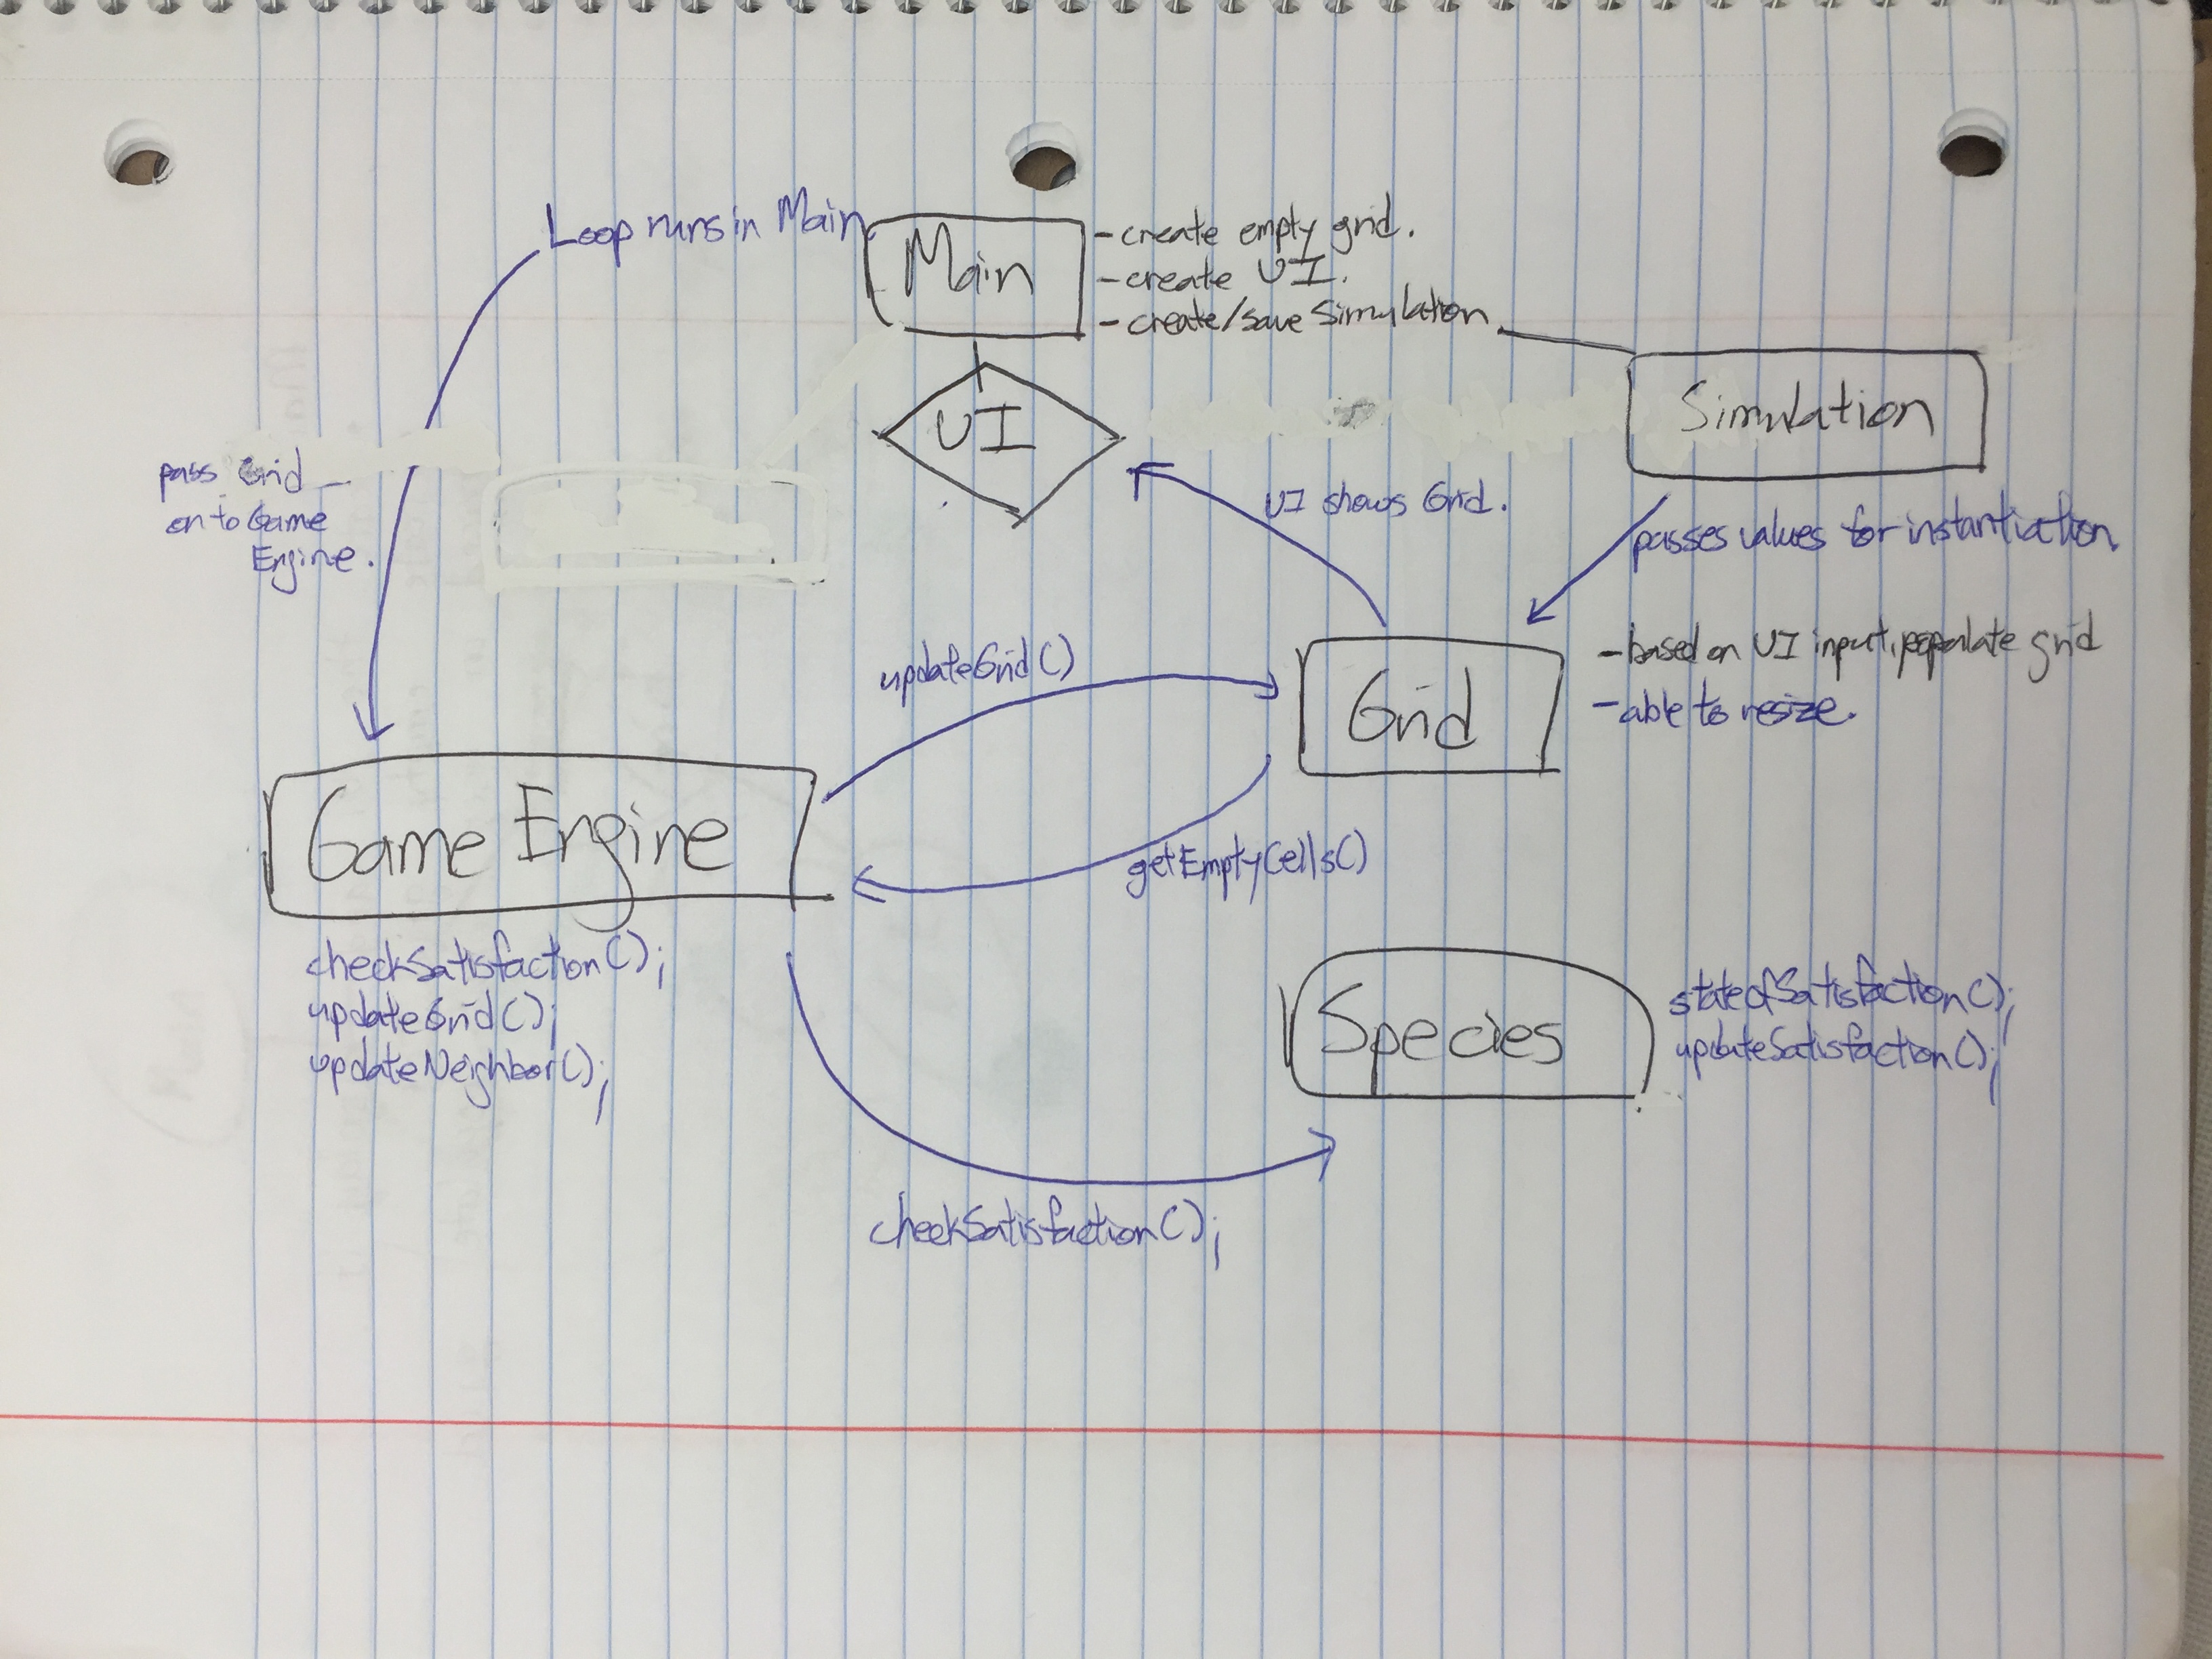 Main
- create empty grid.
- create UI.
- create/save Simulation
Loop runs in Main
UI
Simulation
pass Grid
onto Game
Engine.
UI shows Grid.
passes values for instantiation
Game Engine
checkSatisfaction();
updateGrid();
updateNeighbor();
updateGrid()
getEmptyCells()
Grid
- based on UI input, populate grid
- able to resize.
checkSatisfaction();
Species
stateofSatisfaction();
updateSatisfaction();